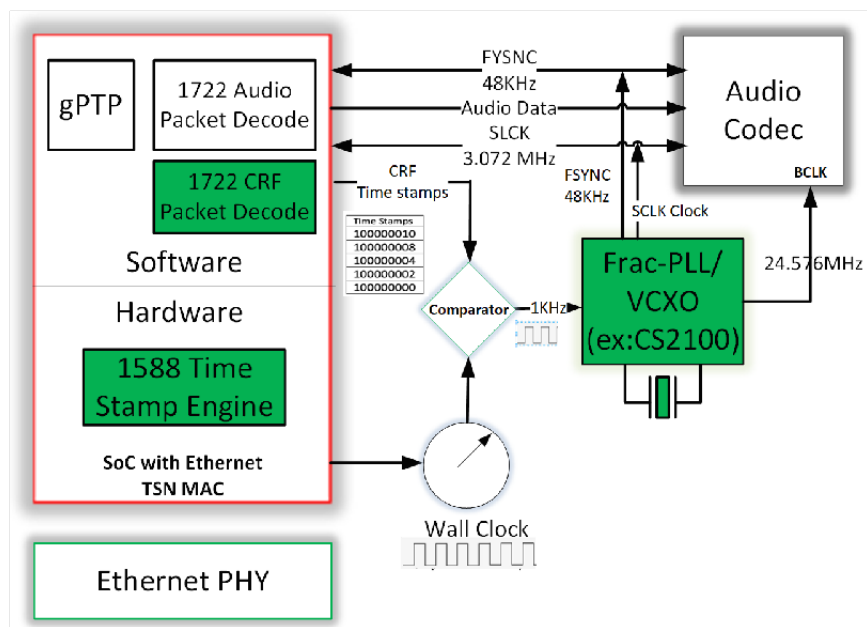 gPTP
1722 Audio
Packet Decode
1722 CRF
Packet Decode
Software
Hardware
1588 Time
Stamp Engine
SoC with Ethernet
TSN MAC
Ethernet PHY
FYSNC
48KHz
Audio Data
SLCK
3.072 MHz
CRF
Time stamps
Time Stamps
100000010
100000008
100000004
100000002
100000000
Comparator
1KHz
Wall Clock
FSYNC
48KHz
SCLK Clock
Frac-PLL/
VCXO
(ex:CS2100)
24.576MHz
Audio
Codec
BCLK